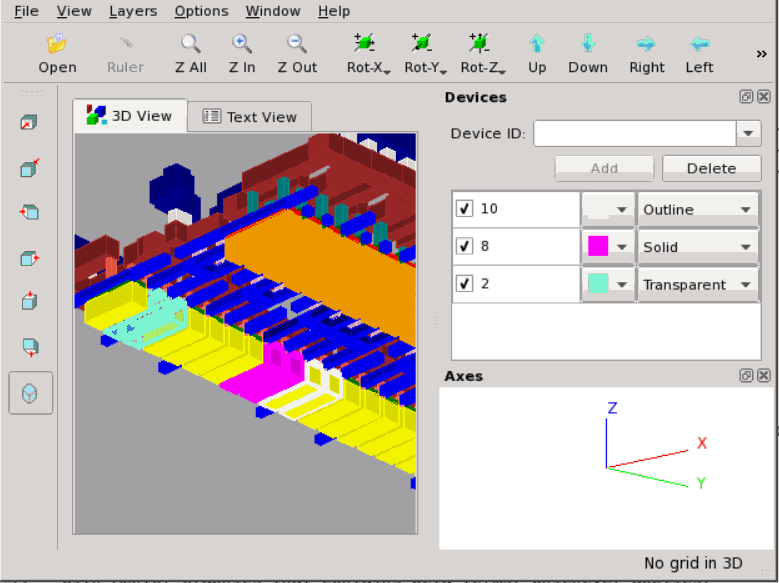 File View Layers Options Window Help
Open Ruler Z All Z In Z Out Rot-X Rot-Y Rot-Z Up Down Right Left »
3D View Text View
Devices
Device ID:
Add Delete
10 Outline
8 Solid
2 Transparent
Axes
Z
X
Y
No grid in 3D